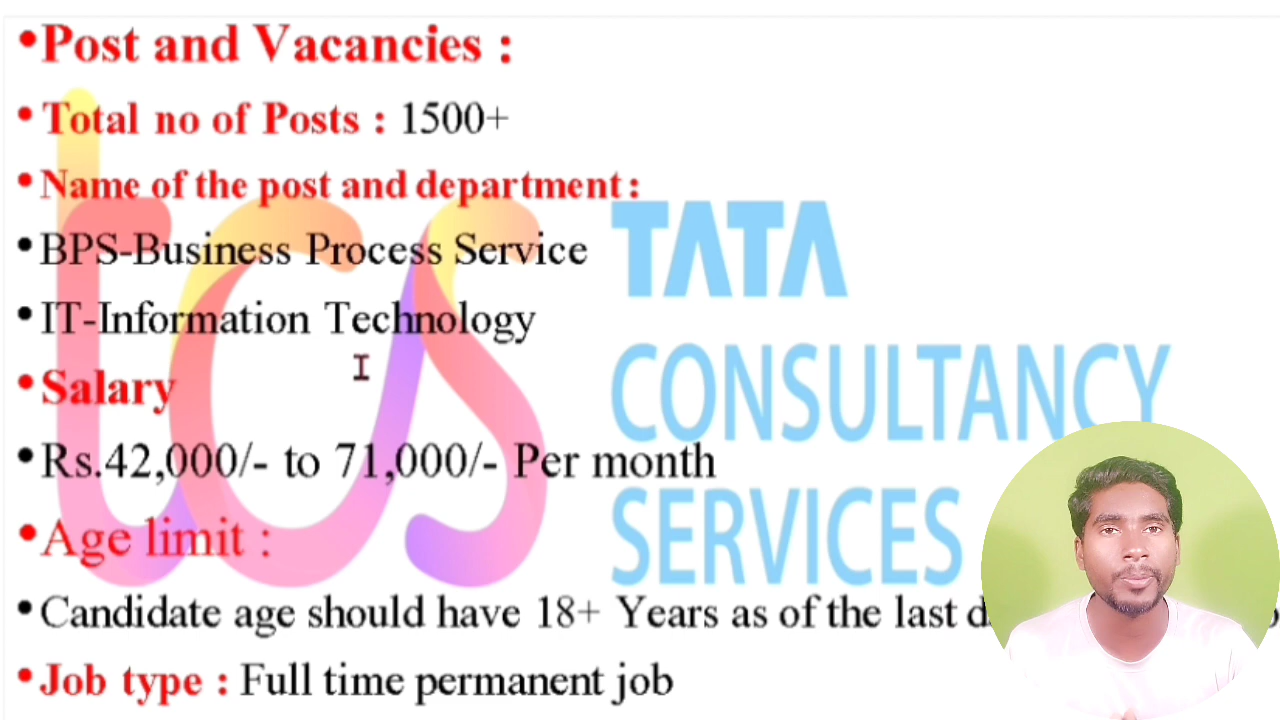 •Post and Vacancies :
•Total no of Posts : 1500+
•Name of the post and department:
•BPS-Business Process Service
•IT-Information Technology
•Salary
•Rs.42,000/- to 71,000/- Per month
•Age limit :
•Candidate age should have 18+ Years as of the last
•Job type : Full time permanent job
tcs
TATA
CONSULTANCY
SERVICES